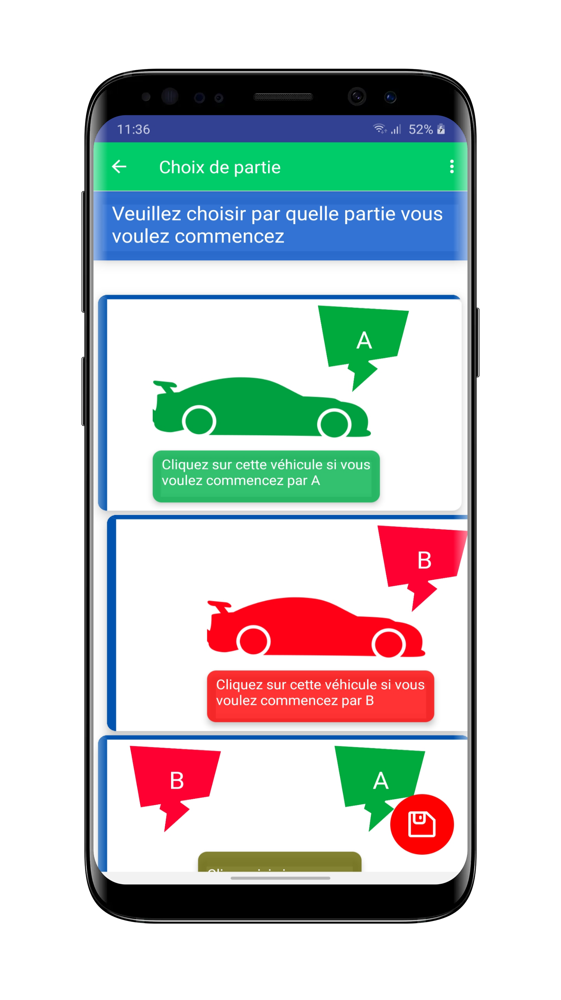 11:36
52%
Choix de partie
Veuillez choisir par quelle partie vous
voulez commencez
A
Cliquez sur cette véhicule si vous
voulez commencez par A
B
Cliquez sur cette véhicule si vous
voulez commencez par B
B
A